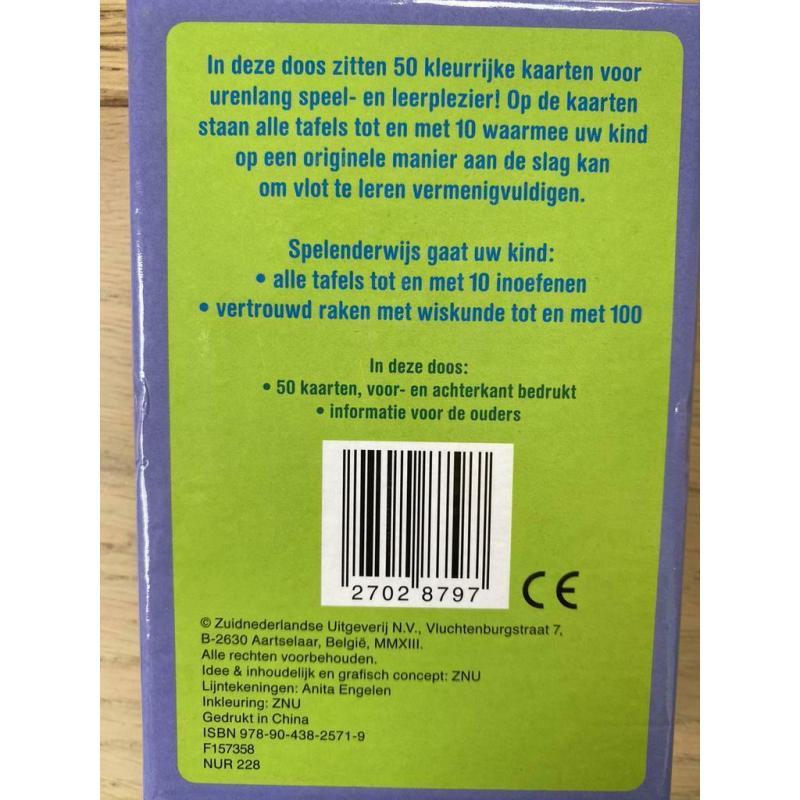 In deze doos zitten 50 kleurrijke kaarten voor
urenlang speel- en leerplezier! Op de kaarten
staan alle tafels tot en met 10 waarmee uw kind
op een originele manier aan de slag kan
om vlot te leren vermenigvuldigen.
Spelenderwijs gaat uw kind:
• alle tafels tot en met 10 inoefenen
• vertrouwd raken met wiskunde tot en met 100
In deze doos:
• 50 kaarten, voor- en achterkant bedrukt
• informatie voor de ouders
2702 8797
CE
© Zuidnederlandse Uitgeverij N.V., Vluchtenburgstraat 7,
B-2630 Aartselaar, België, MMXIII.
Alle rechten voorbehouden.
Idee & inhoudelijk en grafisch concept: ZNU
Lijntekeningen: Anita Engelen
Inkleuring: ZNU
Gedrukt in China
ISBN 978-90-438-2571-9
F157358
NUR 228